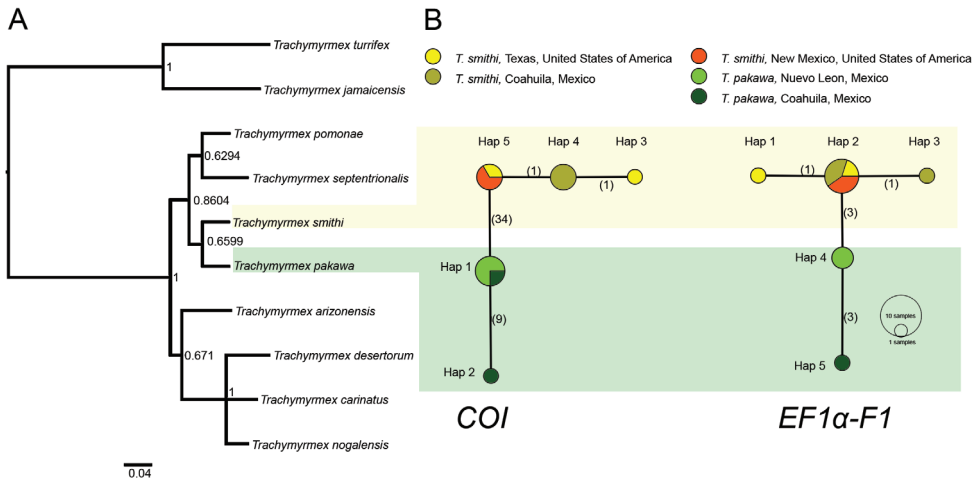 A
B
T. smithi, Texas, United States of America
T. smithi, Coahuila, Mexico
T. smithi, New Mexico, United States of America
T. pakawa, Nuevo Leon, Mexico
T. pakawa, Coahuila, Mexico
Trachymyrmex turrifex
1
Trachymyrmex jamaicensis
Trachymyrmex pomonae
0.6294
Trachymyrmex septentrionalis
0.8604
Trachymyrmex smithi
0.6599
Trachymyrmex pakawa
1
Trachymyrmex arizonensis
0.671
Trachymyrmex desertorum
1
Trachymyrmex carinatus
Trachymyrmex nogalensis
0.04
Hap 5 Hap 4 Hap 3
(1)
(1)
(34)
Hap 1
(9)
Hap 2
COI
Hap 1 Hap 2 Hap 3
(1)
(1)
(3)
Hap 4
(3)
Hap 5
10 samples
1 samples
EF1α-F1